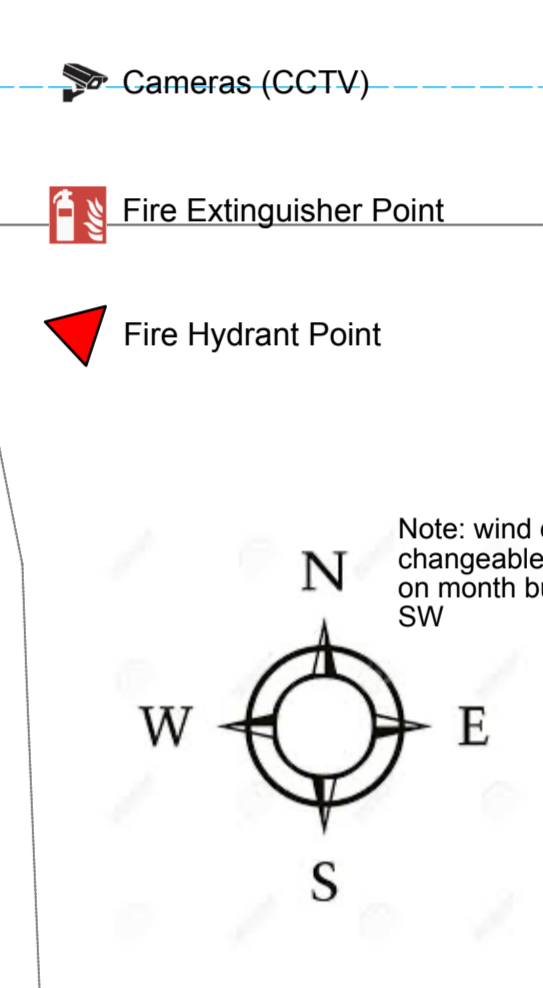 Cameras (CCTV)
Fire Extinguisher Point
Fire Hydrant Point
Note: wind
changeable
on month
SW
N
W
E
S